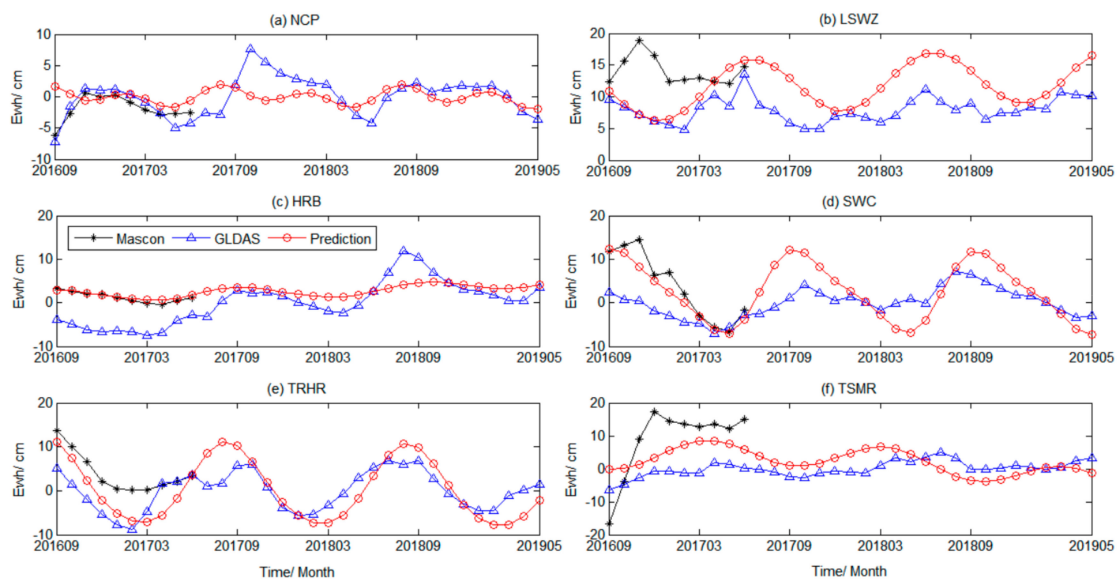 (a) NCP
Ewh/ cm
10
5
0
-5
-10
201609 201703 201709 201803 201809 201905
(b) LSWZ
Ewh/ cm
20
15
10
5
0
201609 201703 201709 201803 201809 201905
(c) HRB
Ewh/ cm
20
10
0
-10
Mascon GLDAS Prediction
201609 201703 201709 201803 201809 201905
(d) SWC
Ewh/ cm
20
10
0
-10
201609 201703 201709 201803 201809 201905
(e) TRHR
Ewh/ cm
20
10
0
-10
201609 201703 201709 201803 201809 201905
Time/ Month
(f) TSMR
Ewh/ cm
20
10
0
-10
-20
201609 201703 201709 201803 201809 201905
Time/ Month